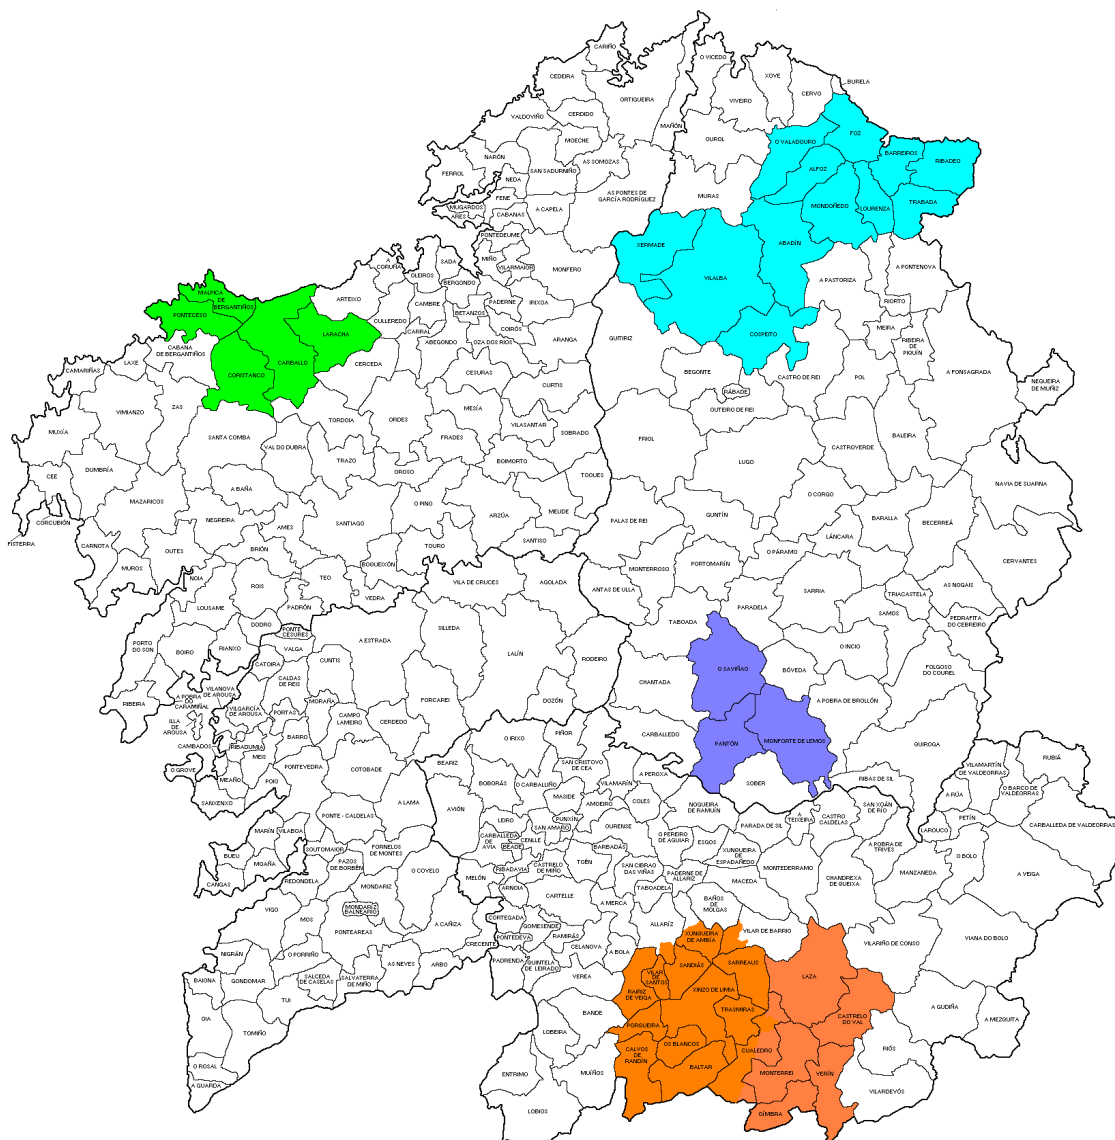 CARIÑO
CEDEIRA
ORTIGUEIRA
O VICEDO
XOVE
BURELA
CERVO
VIVEIRO
VALDOVIÑO
CERDIDO
MAÑÓN
MOECHE
OUROL
O VALADOURO
FOZ
NARÓN
AS SOMOZAS
BARREIROS
RIBADEO
FERROL
NEDA
SAN SADURNIÑO
ALFOZ
FENE
AS PONTES DE
GARCÍA RODRÍGUEZ
MURAS
MUGARDOS
ARES
CABANAS
A CAPELA
MONDOÑEDO
LOURENZA
TRABADA
PONTEDEUME
XERMADE
ABADÍN
A
CORUÑA
SADA
MIÑO
VILARMAIOR
MONFERO
A PONTENOVA
OLEIROS
BERGONDO
VILALBA
A PASTORIZA
MALPICA
DE
BERGANTIÑOS
ARTEIXO
CAMBRE
PADERNE
IRIXOA
RIORTO
PONTECESO
CULLEREDO
BETANZOS
LARACHA
CARRAL
COIRÓS
ABEGONDO
OZA DOS RIOS
ARANGA
GUITIRIZ
COSPEITO
MEIRA
RIBEIRA
DE
PIQUÍN
CABANA
DE BERGANTIÑOS
LAXE
CARBALLO
CERCEDA
CAMARIÑAS
CORISTANCO
CESURAS
BEGONTE
CASTRO DE REI
POL
A FONSAGRADA
NEGUEIRA
DE MUÑIZ
CURTIS
RÁBADE
VIMIANZO
ZAS
MESÍA
OUTEIRO DE REI
TORDOIA
ORDES
VILASANTAR
MUXÍA
SANTA COMBA
VAL DO DUBRA
FRADES
SOBRADO
FRIOL
CASTROVERDE
BALEIRA
CEE
DUMBRÍA
TRAZO
OROSO
BOIMORTO
LUGO
TOQUES
A BAÑA
NAVIA DE SUARNA
MAZARICOS
O PINO
O CORGO
CORCUBIÓN
NEGREIRA
AMES
SANTIAGO
ARZÚA
MELIDE
PALAS DE REI
GUNTÍN
BARALLA
BECERREÁ
FISTERRA
CARNOTA
OUTES
BRIÓN
TOURO
SANTISO
LÁNCARA
O PÁRAMO
CERVANTES
MUROS
BOQUEIXÓN
MONTERROSO
PORTOMARÍN
NOIA
ROIS
TEO
VILA DE CRUCES
AGOLADA
ANTAS DE ULLA
SARRIA
TRIACASTELA
AS NOGAIS
VEDRA
LOUSAME
PADRÓN
PARADELA
SAMOS
PEDRAFITA
DO CEBREIRO
DODRO
PONTE
CESURES
SILLEDA
TABOADA
PORTO
DO SON
RIANXO
VALGA
A ESTRADA
LALÍN
O INCIO
BOIRO
CATOIRA
CUNTIS
RODEIRO
O SAVIÑAO
BÓVEDA
FOLGOSO
DO COUREL
CALDAS
DE REIS
CHANTADA
RIBEIRA
A POBRA
DO
CARAMIÑAL
VILANOVA
DE AROUSA
VILGARCÍA
DE AROUSA
MORAÑA
FORCAREI
DOZÓN
A POBRA DE BROLLÓN
ILLA
DE
AROUSA
PORTAS
CAMPO
LAMEIRO
CERDEDO
CAMBADOS
RIBADUMIA
BARRO
O IRIXO
PIÑOR
CARBALLEDO
PANTÓN
MONFORTE DE LEMOS
QUIROGA
MEIS
O GROVE
PONTEVEDRA
COTOBADE
BEARIZ
SAN CRISTOVO
DE CEA
RUBIÁ
MEAÑO
POIO
BOBORÁS
O CARBALLUÑO
VILAMARÍN
A PEROXA
SOBER
RIBAS DE SIL
VILAMARTÍN
DE VALDEORRAS
SANXENXO
A LAMA
AVIÓN
MASIDE
AMOEIRO
COLES
NOGUEIRA
DE RAMUÍN
SAN XOÁN
DE RÍO
A RÚA
O BARCO DE
VALDEORRAS
PONTE - CALDELAS
LEIRO
PUNXÍN
A
TEIXEIRA
CASTRO
CALDELAS
PETÍN
CARBALLEDA DE VALDEORRAS
MARÍN
VILABOA
SAN AMARO
OURENSE
PARADA DE SIL
LAROUCO
CARBALLEDA
DE
AVIA
CENLLE
O PEREIRO
DE AGUIAR
ESGOS
A POBRA DE
TRIVES
SOUTOMAIOR
FORNELOS
DE MONTES
BEADE
BARBADÁS
XUNQUEIRA
DE
ESPADAÑEDO
BUEU
MOAÑA
PAZOS
DE BORBÉN
TOÉN
O BOLO
RIBADAVIA
CASTRELO
DE MIÑO
SAN CIBRAO
DAS VIÑAS
PADERNE DE
ALLARIZ
MONTEDERRAMO
MANZANEDA
A VEIGA
CANGAS
REDONDELA
MONDARIZ
O COVELO
MELÓN
ARNOIA
TABOADELA
MACEDA
CHANDREXA
DE QUEIXA
CARTELLE
A MERCA
BAÑOS
DE
MOLGAS
VIGO
MONDARIZ
BALNEARIO
MOS
CORTEGADA
GOMESENDE
ALLARÍZ
PONTEAREAS
A CAÑIZA
PONTEDEVA
RAMIRÁS
XUNQUEIRA
DE AMBÍA
VILAR DE BARRIO
VIANA DO BOLO
CRECENTE
CELANOVA
A BOLA
VILARIÑO DE CONSO
NIGRÁN
O PORRIÑO
AS NEVES
ARBO
PADRENDA
QUINTELA
DE LEIRADO
SANDIÁS
SARREAUS
BAIONA
GONDOMAR
SALCEDA
DE CASELAS
SALVATERRA
DE MIÑO
VEREA
VILAR
DE
SANTOS
LAZA
RAIRIZ
DE VEIGA
XINZO DE LIMIA
TUI
OIA
TOMIÑO
BANDE
TRASMIRAS
CASTRELO
DO VAL
A GUDIÑA
A MEZQUITA
LOBEIRA
PORQUEIRA
OS BLANCOS
CUALEDRO
RIÓS
CALVOS
DE
RANDÍN
BALTAR
MONTERREI
VERÍN
O ROSAL
ENTRIMO
MUÍÑOS
A GUARDA
VILARDEVÓS
LOBIOS
OÍMBRA